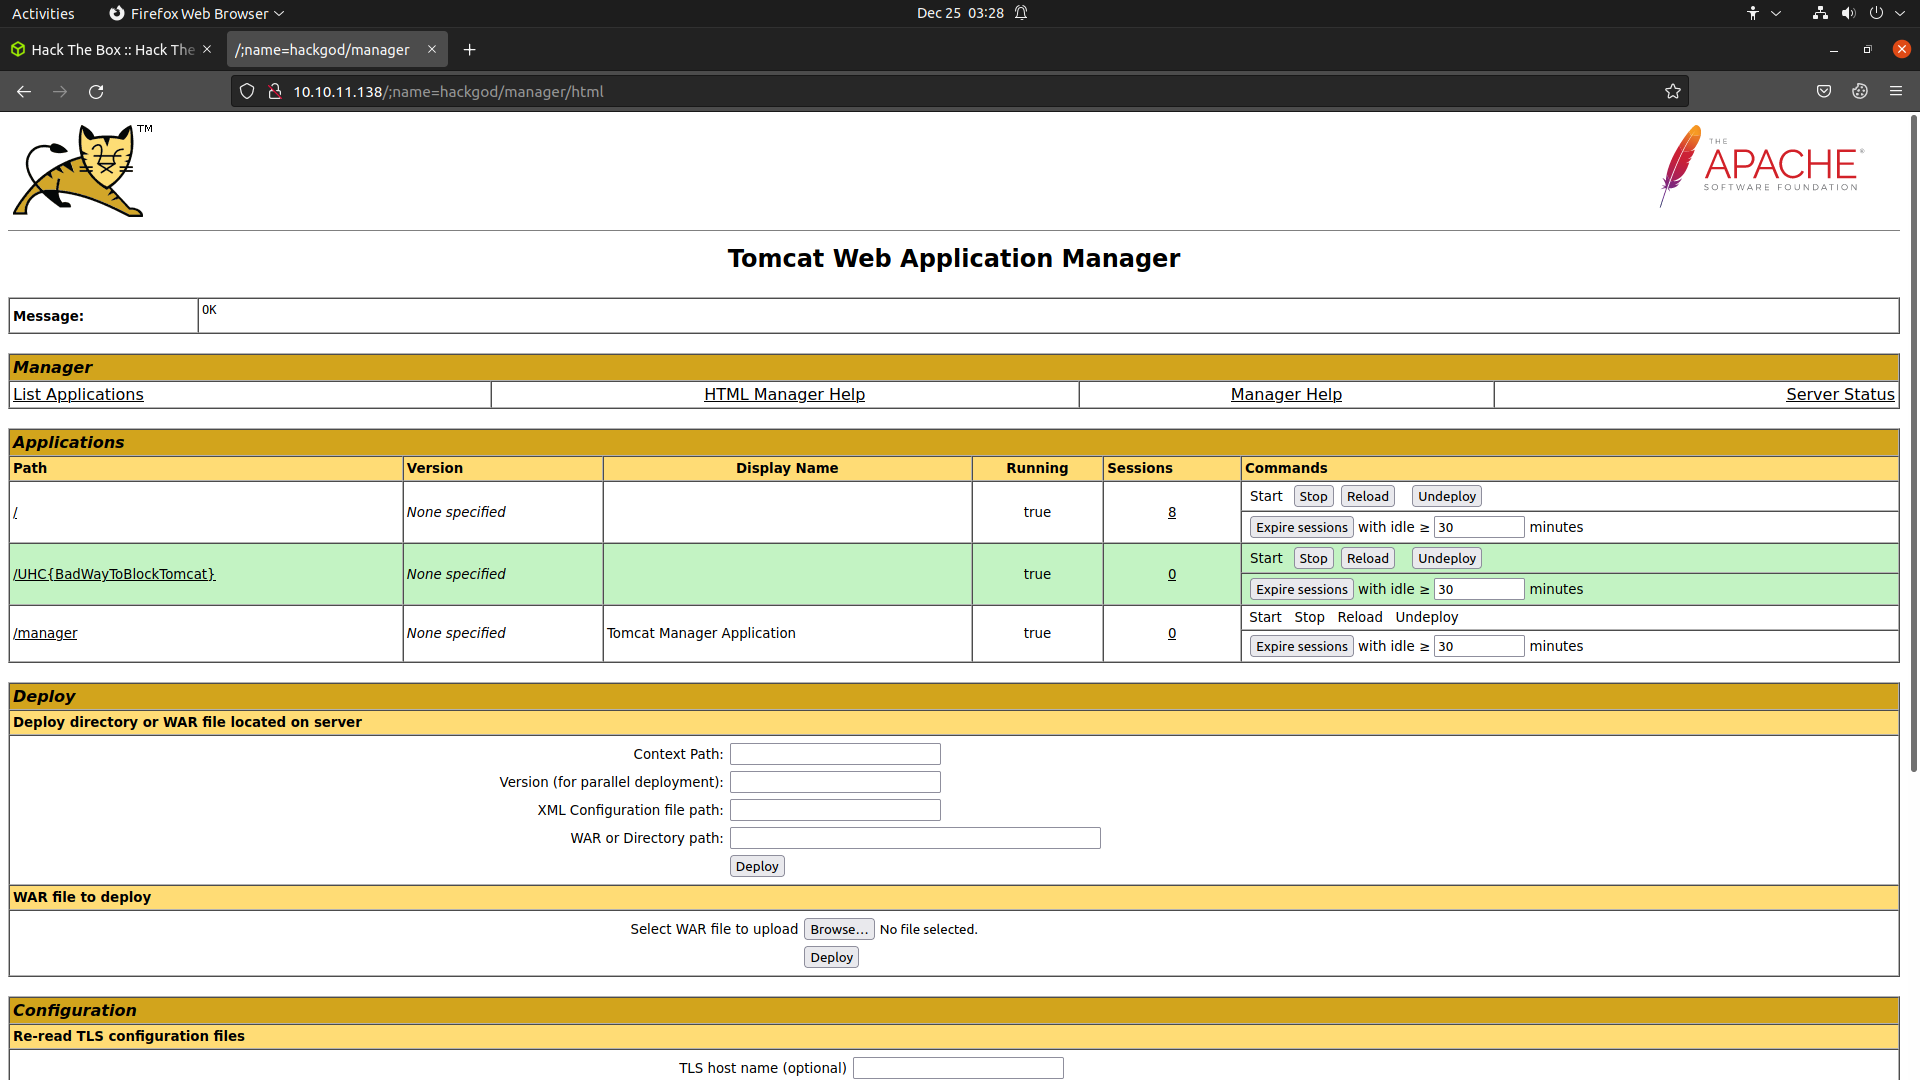 Activities Firefox Web Browser Dec 25 03:28
Hack The Box :: Hack The /;name=hackgod/manager
10.10.11.138/;name=hackgod/manager/html
TM
THE
APACHE®
SOFTWARE FOUNDATION
Tomcat Web Application Manager
Message: OK
Manager
List Applications HTML Manager Help Manager Help Server Status
Applications
Path Version Display Name Running Sessions Commands
/ None specified true 8 Start Stop Reload Undeploy
Expire sessions with idle ≥ 30 minutes
/UHC{BadWayToBlockTomcat} None specified true 0 Start Stop Reload Undeploy
Expire sessions with idle ≥ 30 minutes
/manager None specified Tomcat Manager Application true 0 Start Stop Reload Undeploy
Expire sessions with idle ≥ 30 minutes
Deploy
Deploy directory or WAR file located on server
Context Path:
Version (for parallel deployment):
XML Configuration file path:
WAR or Directory path:
Deploy
WAR file to deploy
Select WAR file to upload Browse... No file selected.
Deploy
Configuration
Re-read TLS configuration files
TLS host name (optional)